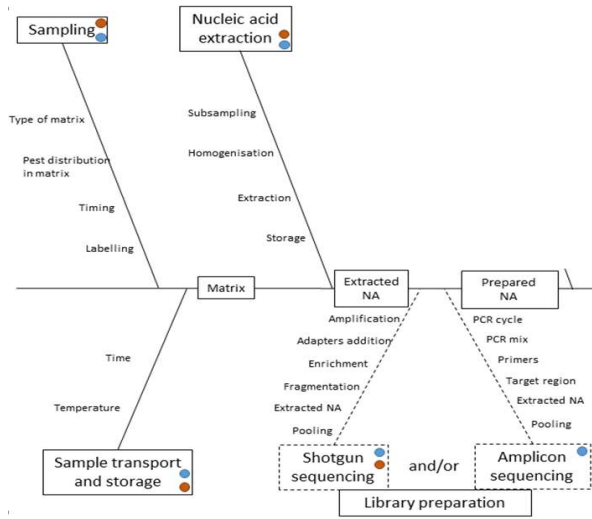 Sampling
Nucleic acid
extraction
Type of matrix
Pest distribution
in matrix
Timing
Labelling
Subsampling
Homogenisation
Extraction
Storage
Matrix
Extracted
NA
Prepared
NA
Time
Temperature
Sample transport
and storage
Amplification
Adapters addition
Enrichment
Fragmentation
Extracted NA
Pooling
Shotgun
sequencing
and/or
PCR cycle
PCR mix
Primers
Target region
Extracted NA
Pooling
Amplicon
sequencing
Library preparation